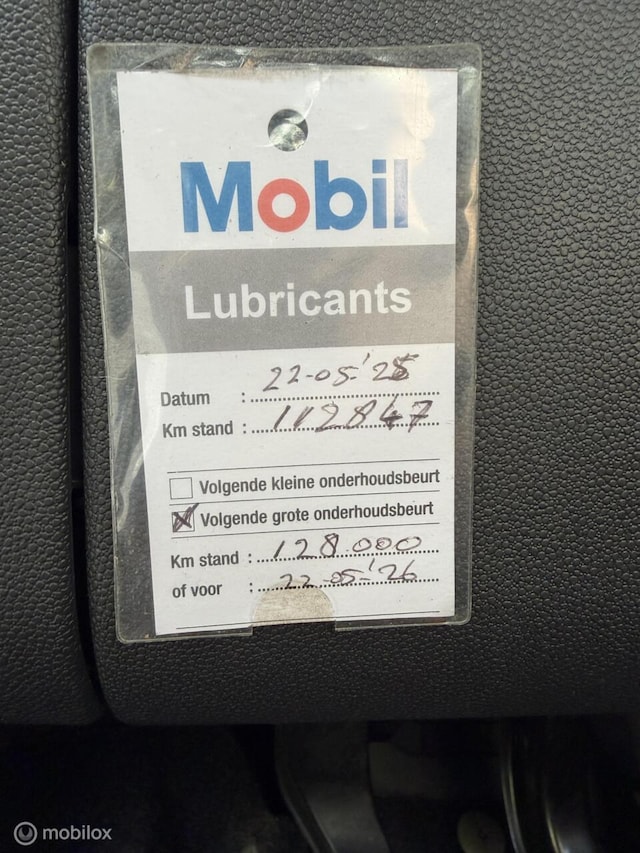 Mobil
Lubricants
Datum : 22-05-'25
Km stand : 112847
Volgende kleine onderhoudsbeurt
Volgende grote onderhoudsbeurt
Km stand : 128.000
of voor : 22-05-'26
mobilox